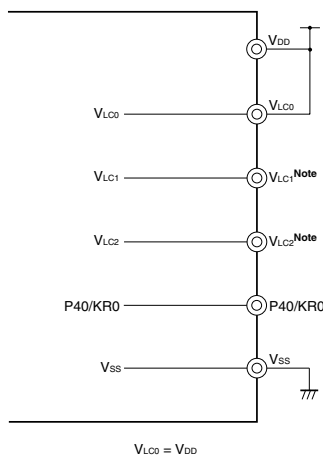 VDD
VLC0 VLC0
VLC1 VLC1Note
VLC2 VLC2Note
P40/KR0 P40/KR0
VSS VSS
VLC0 = VDD